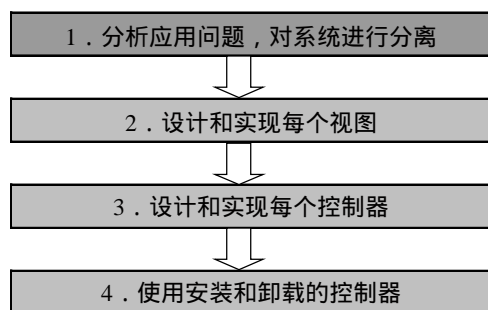 1．分析应用问题，对系统进行分离
2．设计和实现每个视图
3．设计和实现每个控制器
4．使用安装和卸载的控制器